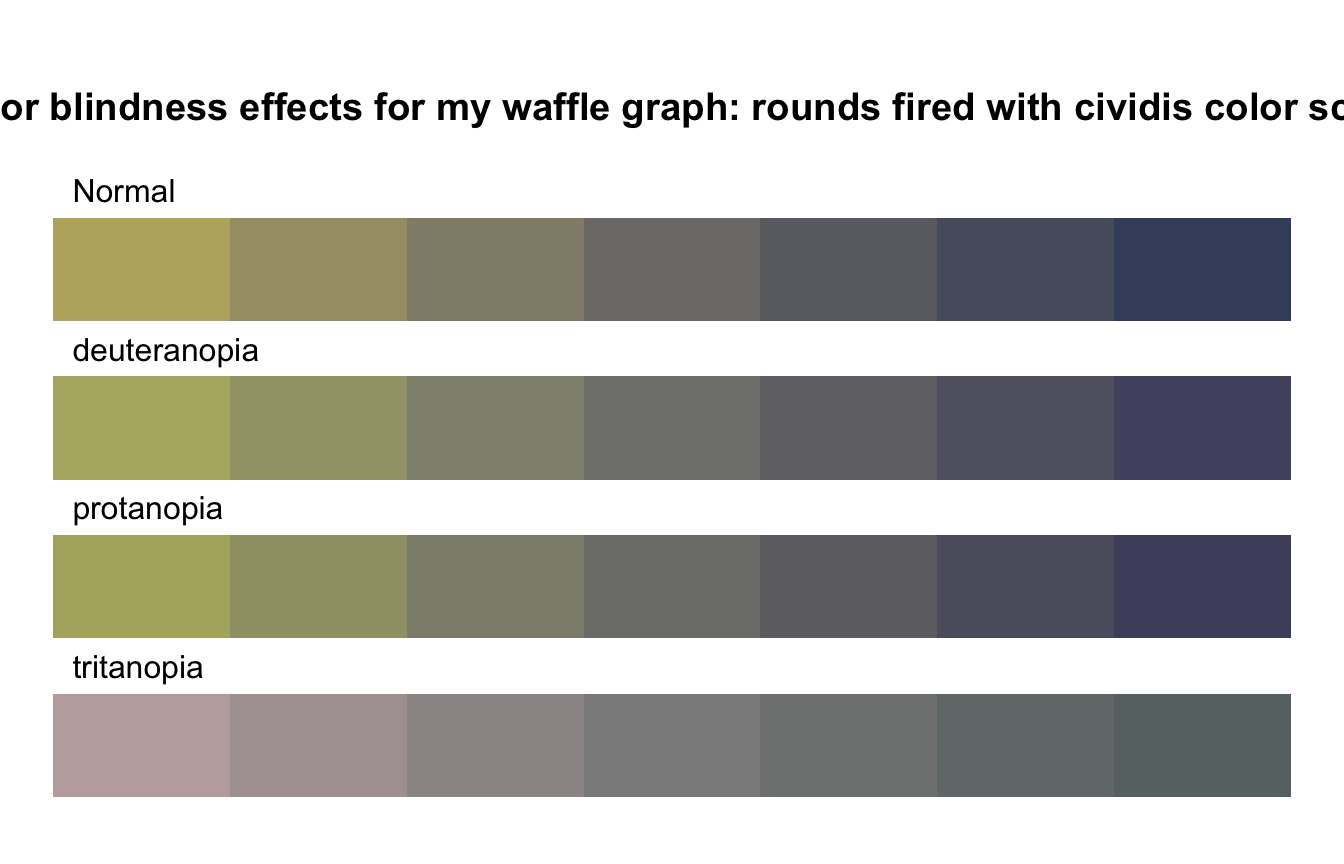 or blindness effects for my waffle graph: rounds fired with cividis color sc
Normal
deuteranopia
protanopia
tritanopia